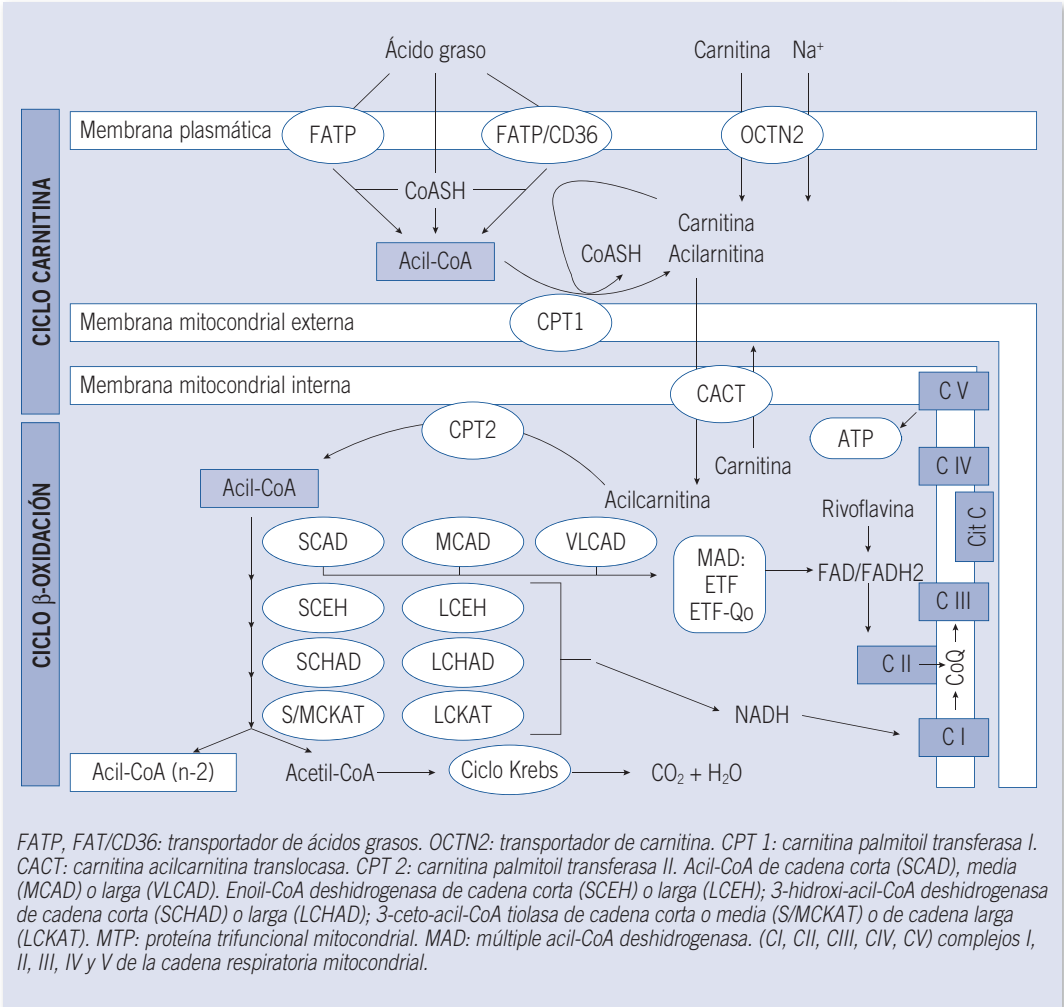 Ácido graso
Carnitina Na⁺
CICLO CARNITINA
Membrana plasmática
FATP
FATP/CD36
OCTN2
CoASH
Carnitina
Acilarnitina
CoASH
Acil-CoA
Membrana mitocondrial externa
CPT1
Membrana mitocondrial interna
CACT
C V
CPT2
ATP
Carnitina
C IV
CICLO β-OXIDACIÓN
Acil-CoA
Acilcarnitina
Rivoflavina
Cit C
SCAD
MCAD
VLCAD
MAD:
ETF
ETF-Qo
FAD/FADH2
SCEH
LCEH
C III
SCHAD
LCHAD
C II
CoQ
S/MCKAT
LCKAT
NADH
C I
Acil-CoA (n-2)
Acetil-CoA
Ciclo Krebs
CO₂ + H₂O
FATP, FAT/CD36: transportador de ácidos grasos. OCTN2: transportador de carnitina. CPT 1: carnitina palmitoil transferasa I.
CACT: carnitina acilcarnitina translocasa. CPT 2: carnitina palmitoil transferasa II. Acil-CoA de cadena corta (SCAD), media
(MCAD) o larga (VLCAD). Enoil-CoA deshidrogenasa de cadena corta (SCEH) o larga (LCEH); 3-hidroxi-acil-CoA deshidrogenasa
de cadena corta (SCHAD) o larga (LCHAD); 3-ceto-acil-CoA tiolasa de cadena corta o media (S/MCKAT) o de cadena larga
(LCKAT). MTP: proteína trifuncional mitocondrial. MAD: múltiple acil-CoA deshidrogenasa. (CI, CII, CIII, CIV, CV) complejos I,
II, III, IV y V de la cadena respiratoria mitocondrial.